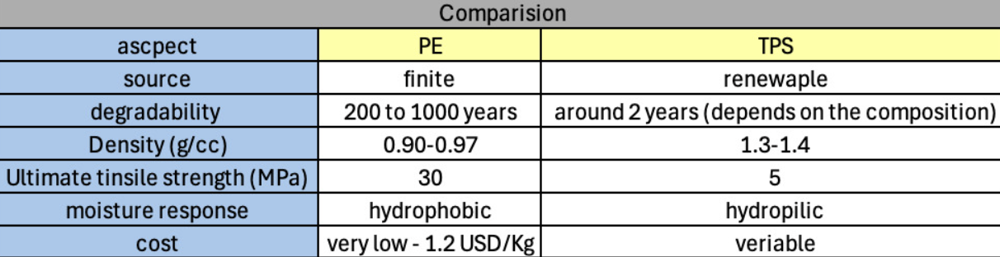 Comparision
ascpect PE TPS
source finite renewaple
degradability 200 to 1000 years around 2 years (depends on the composition)
Density (g/cc) 0.90-0.97 1.3-1.4
Ultimate tinsile strength (MPa) 30 5
moisture response hydrophobic hydropilic
cost very low - 1.2 USD/Kg veriable